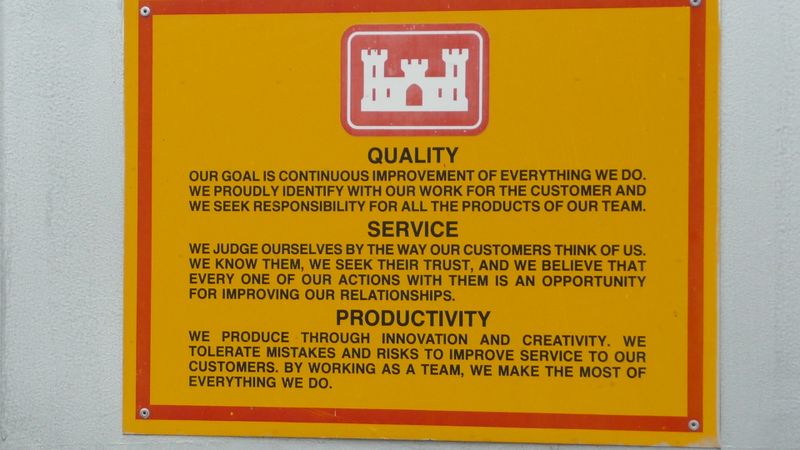 QUALITY
OUR GOAL IS CONTINUOUS IMPROVEMENT OF EVERYTHING WE DO.
WE PROUDLY IDENTIFY WITH OUR WORK FOR THE CUSTOMER AND
WE SEEK RESPONSIBILITY FOR ALL THE PRODUCTS OF OUR TEAM.
SERVICE
WE JUDGE OURSELVES BY THE WAY OUR CUSTOMERS THINK OF US.
WE KNOW THEM, WE SEEK THEIR TRUST, AND WE BELIEVE THAT
EVERY ONE OF OUR ACTIONS WITH THEM IS AN OPPORTUNITY
FOR IMPROVING OUR RELATIONSHIPS.
PRODUCTIVITY
WE PRODUCE THROUGH INNOVATION AND CREATIVITY. WE
TOLERATE MISTAKES AND RISKS TO IMPROVE SERVICE TO OUR
CUSTOMERS. BY WORKING AS A TEAM, WE MAKE THE MOST OF
EVERYTHING WE DO.